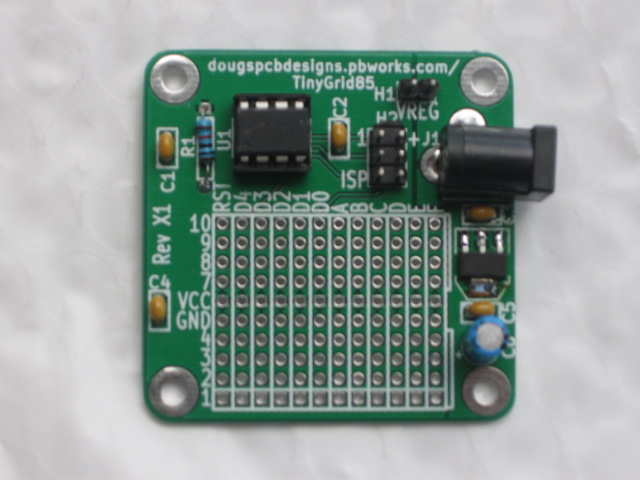 dougspcbdesigns.pbworks.com/
TinyGrid85
H1
VREG
C2
H2
U1
R1
1
+
J1
C1
ISP
RST D4 D3 D2 D1 D0 A B C D E F
Rev X1
10
9
8
7
VCC
GND
4
3
2
1
C4
C5